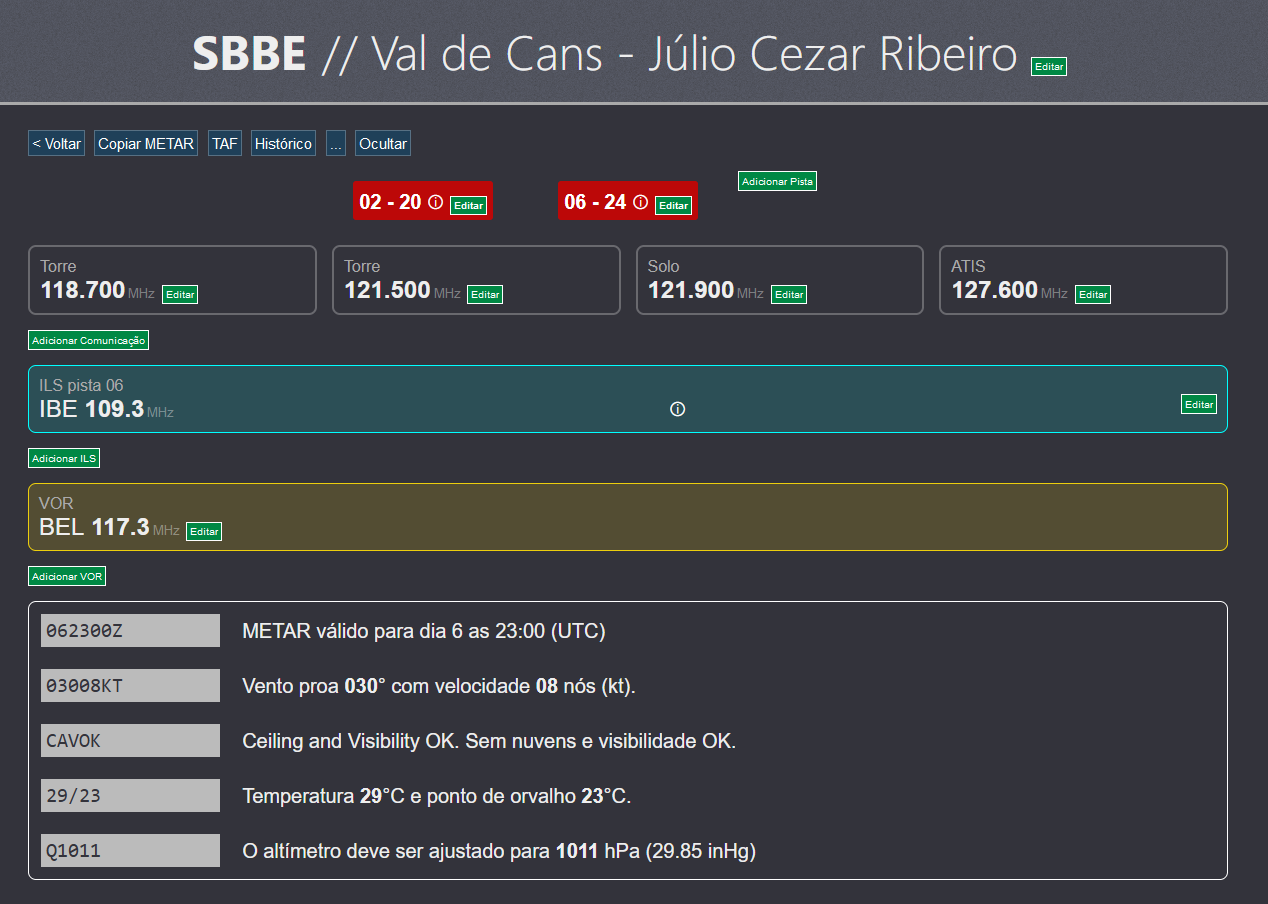 SBBE // Val de Cans - Júlio Cezar Ribeiro Editar
< Voltar Copiar METAR TAF Histórico ... Ocultar
02 - 20 ⓘ Editar 06 - 24 ⓘ Editar Adicionar Pista
Torre Torre Solo ATIS
118.700 MHz Editar 121.500 MHz Editar 121.900 MHz Editar 127.600 MHz Editar
Adicionar Comunicação
ILS pista 06
IBE 109.3 MHz ⓘ Editar
Adicionar ILS
VOR
BEL 117.3 MHz Editar
Adicionar VOR
062300Z METAR válido para dia 6 as 23:00 (UTC)
03008KT Vento proa 030° com velocidade 08 nós (kt).
CAVOK Ceiling and Visibility OK. Sem nuvens e visibilidade OK.
29/23 Temperatura 29°C e ponto de orvalho 23°C.
Q1011 O altímetro deve ser ajustado para 1011 hPa (29.85 inHg)